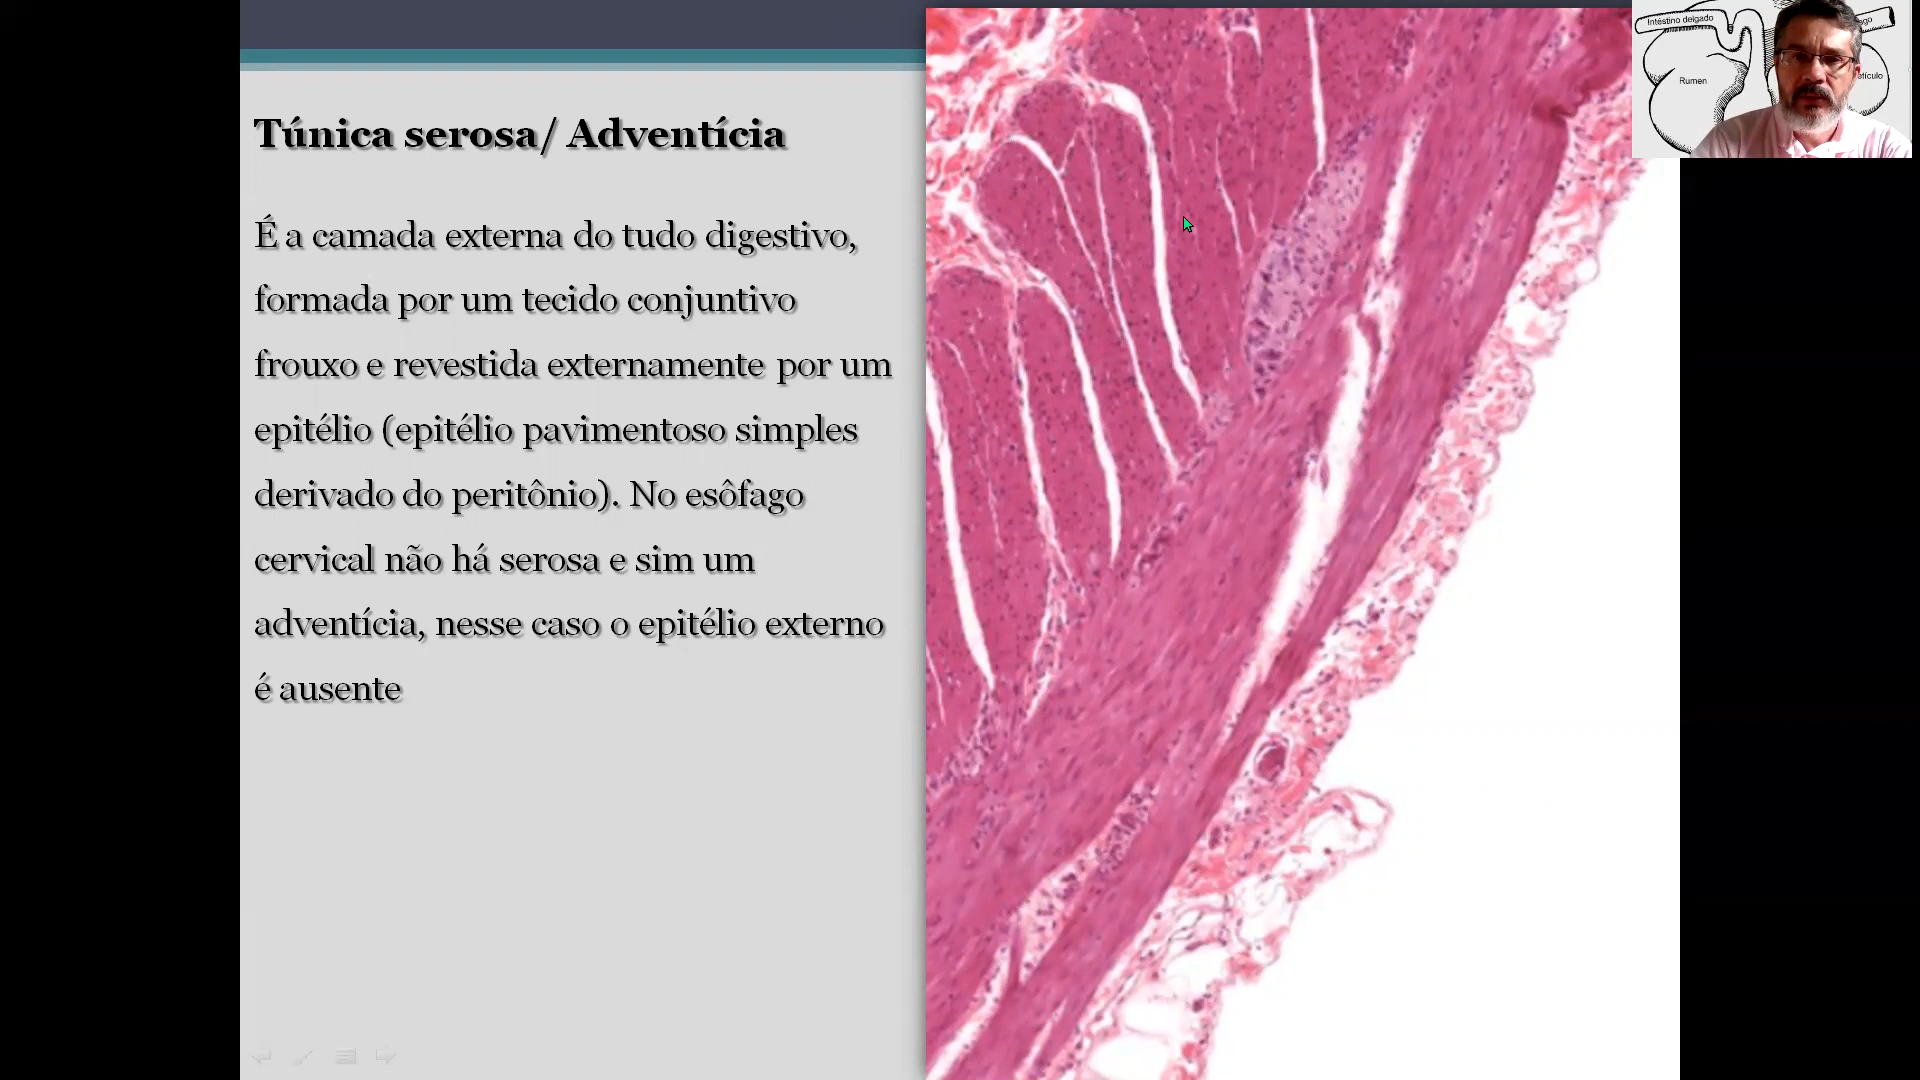 Túnica serosa/ Adventícia
É a camada externa do tudo digestivo,
formada por um tecido conjuntivo
frouxo e revestida externamente por um
epitélio (epitélio pavimentoso simples
derivado do peritônio). No esôfago
cervical não há serosa e sim um
adventícia, nesse caso o epitélio externo
é ausente
Intestino delgado
Rumen